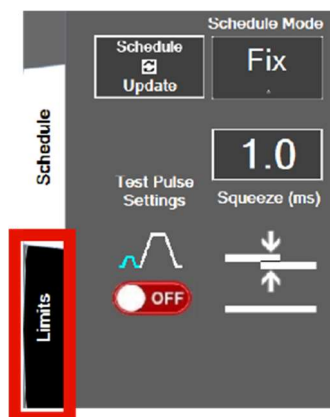 Schedule Mode
Schedule
Update
Fix
Schedule
1.0
Test Pulse
Settings
Squeeze (ms)
OFF
Limits